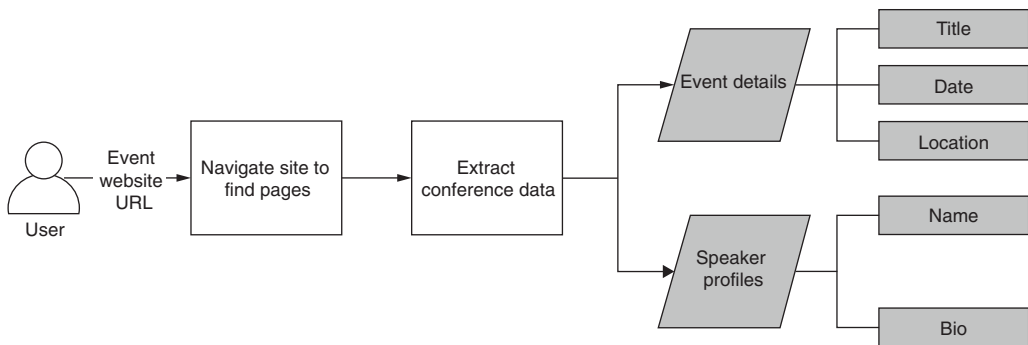 User
Event
website
URL
Navigate site to
find pages
Extract
conference data
Event details
Title
Date
Location
Speaker
profiles
Name
Bio